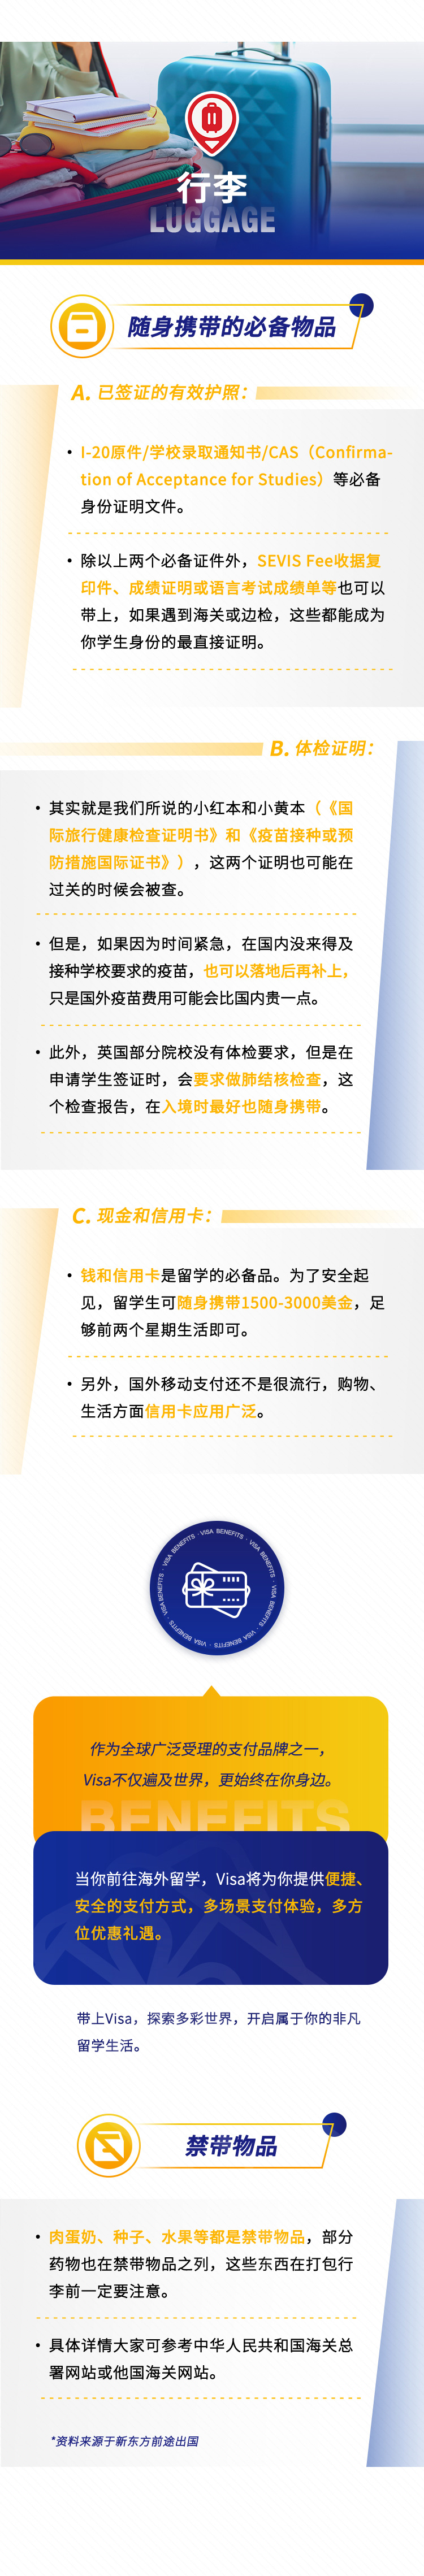 行李
LUGGAGE
随身携带的必备物品
A. 已签证的有效护照：
• I-20原件/学校录取通知书/CAS（Confirma-
tion of Acceptance for Studies）等必备
身份证明文件。
• 除以上两个必备证件外，SEVIS Fee收据复
印件、成绩证明或语言考试成绩单等也可以
带上，如果遇到海关或边检，这些都能成为
你学生身份的最直接证明。
B. 体检证明：
• 其实就是我们所说的小红本和小黄本（《国
际旅行健康检查证明书》和《疫苗接种或预
防措施国际证书》），这两个证明也可能在
过关的时候会被查。
• 但是，如果因为时间紧急，在国内没来得及
接种学校要求的疫苗，也可以落地后再补上，
只是国外疫苗费用可能会比国内贵一点。
• 此外，英国部分院校没有体检要求，但是在
申请学生签证时，会要求做肺结核检查，这
个检查报告，在入境时最好也随身携带。
C. 现金和信用卡：
• 钱和信用卡是留学的必备品。为了安全起
见，留学生可随身携带1500-3000美金，足
够前两个星期生活即可。
• 另外，国外移动支付还不是很流行，购物、
生活方面信用卡应用广泛。
VISA BENEFITS · VISA BENEFITS · VISA BENEFITS · VISA BENEFITS · VISA BENEFITS · VISA BENEFITS ·
作为全球广泛受理的支付品牌之一，
Visa不仅遍及世界，更始终在你身边。
BENEFITS
当你前往海外留学，Visa将为你提供便捷、
安全的支付方式，多场景支付体验，多方
位优惠礼遇。
带上Visa，探索多彩世界，开启属于你的非凡
留学生活。
禁带物品
• 肉蛋奶、种子、水果等都是禁带物品，部分
药物也在禁带物品之列，这些东西在打包行
李前一定要注意。
• 具体详情大家可参考中华人民共和国海关总
署网站或他国海关网站。
*资料来源于新东方前途出国